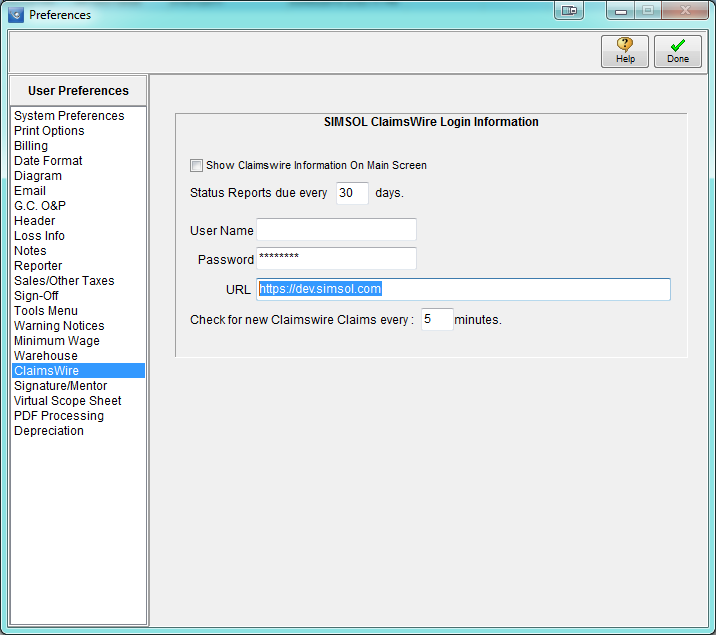 Preferences
Help
Done
User Preferences
System Preferences
Print Options
Billing
Date Format
Diagram
Email
G.C. O&P
Header
Loss Info
Notes
Reporter
Sales/Other Taxes
Sign-Off
Tools Menu
Warning Notices
Minimum Wage
Warehouse
ClaimsWire
Signature/Mentor
Virtual Scope Sheet
PDF Processing
Depreciation
SIMSOL ClaimsWire Login Information
Show Claimswire Information On Main Screen
Status Reports due every 30 days.
User Name
Password ********
URL https://dev.simsol.com
Check for new Claimswire Claims every : 5 minutes.